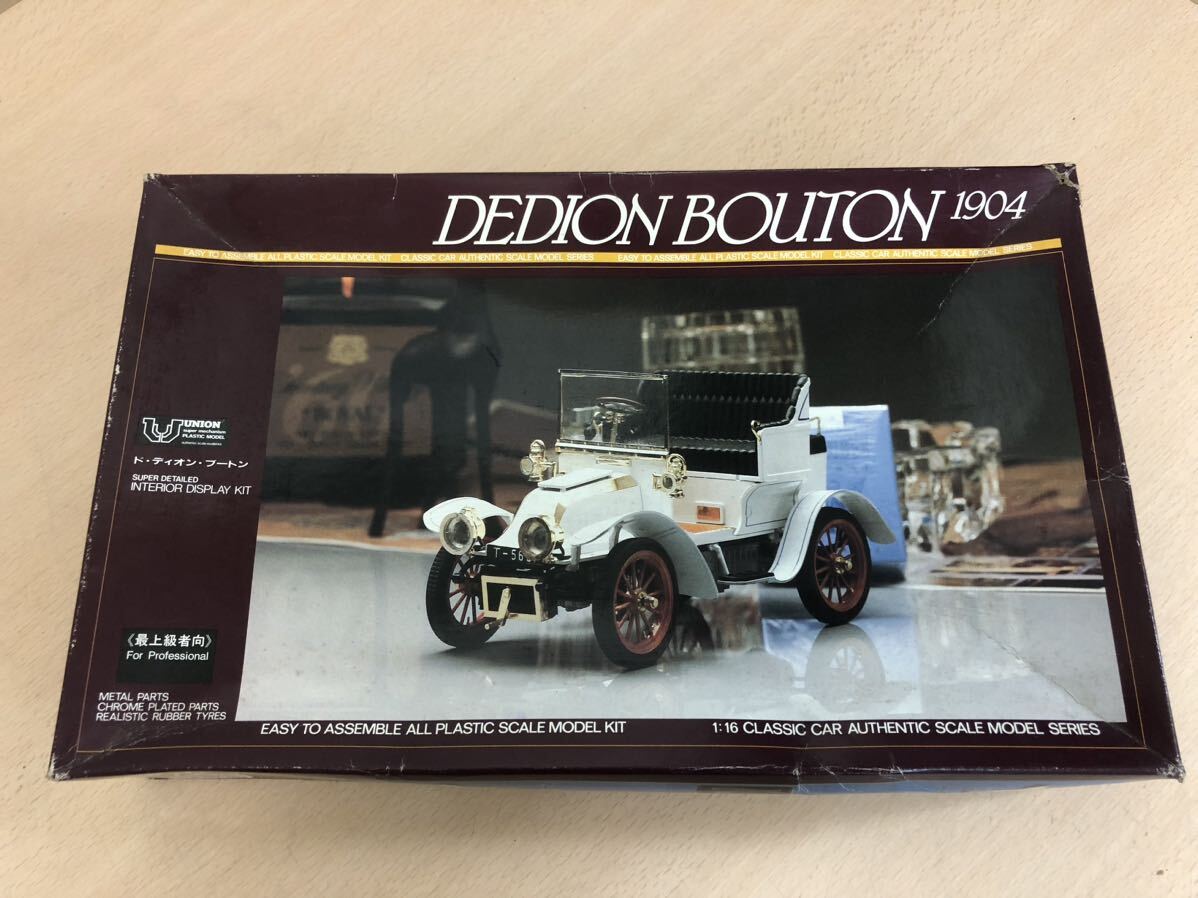 DEDION BOUTON 1904
EASY TO ASSEMBLE ALL PLASTIC SCALE MODEL KIT CLASSIC CAR AUTHENTIC SCALE MODEL SERIES EASY TO ASSEMBLE ALL PLASTIC SCALE MODEL KIT CLASSIC CAR AUTHENTIC SCALE MODEL SERIES
UNION
super mechanism
PLASTIC MODEL
ド・ディオン・ブートン
SUPER DETAILED
INTERIOR DISPLAY KIT
T-56
《最上級者向》
For Professional
METAL PARTS
CHROME PLATED PARTS
REALISTIC RUBBER TYRES
EASY TO ASSEMBLE ALL PLASTIC SCALE MODEL KIT
1:16 CLASSIC CAR AUTHENTIC SCALE MODEL SERIES